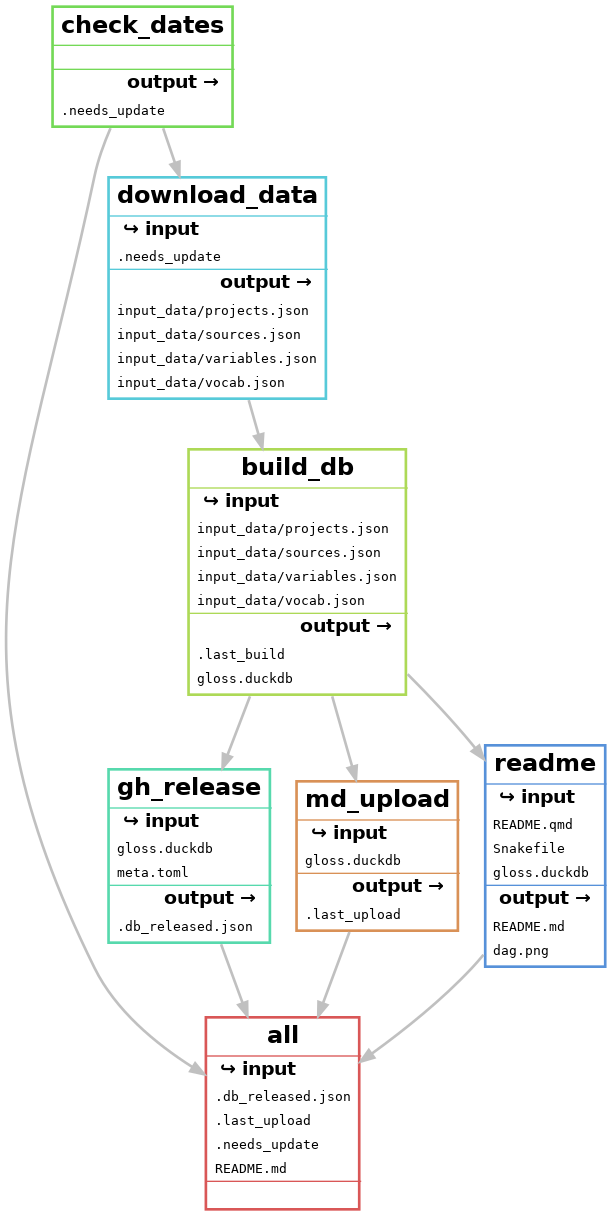 check_dates
output →
.needs_update
download_data
↪ input
.needs_update
output →
input_data/projects.json
input_data/sources.json
input_data/variables.json
input_data/vocab.json
build_db
↪ input
input_data/projects.json
input_data/sources.json
input_data/variables.json
input_data/vocab.json
output →
.last_build
gloss.duckdb
gh_release
↪ input
gloss.duckdb
meta.toml
output →
.db_released.json
md_upload
↪ input
gloss.duckdb
output →
.last_upload
readme
↪ input
README.qmd
Snakefile
gloss.duckdb
output →
README.md
dag.png
all
↪ input
.db_released.json
.last_upload
.needs_update
README.md